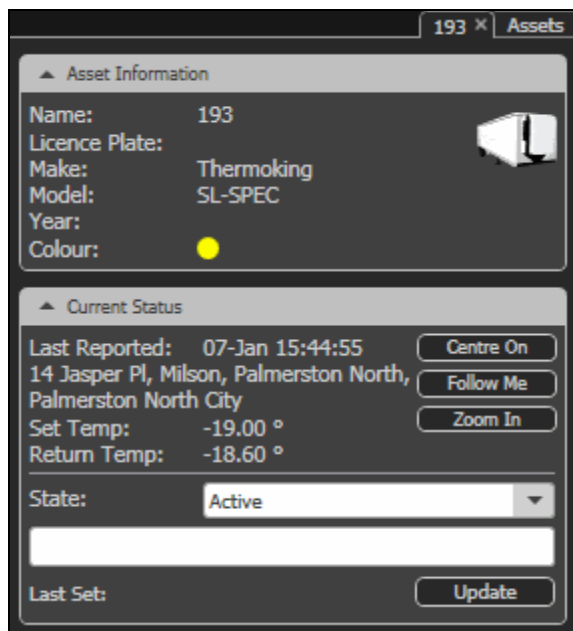 193 × Assets
Asset Information
Name: 193
Licence Plate:
Make: Thermoking
Model: SL-SPEC
Year:
Colour:
Current Status
Last Reported: 07-Jan 15:44:55 Centre On
14 Jasper Pl, Milson, Palmerston North, Follow Me
Palmerston North City
Set Temp: -19.00 ° Zoom In
Return Temp: -18.60 °
State: Active
Last Set: Update